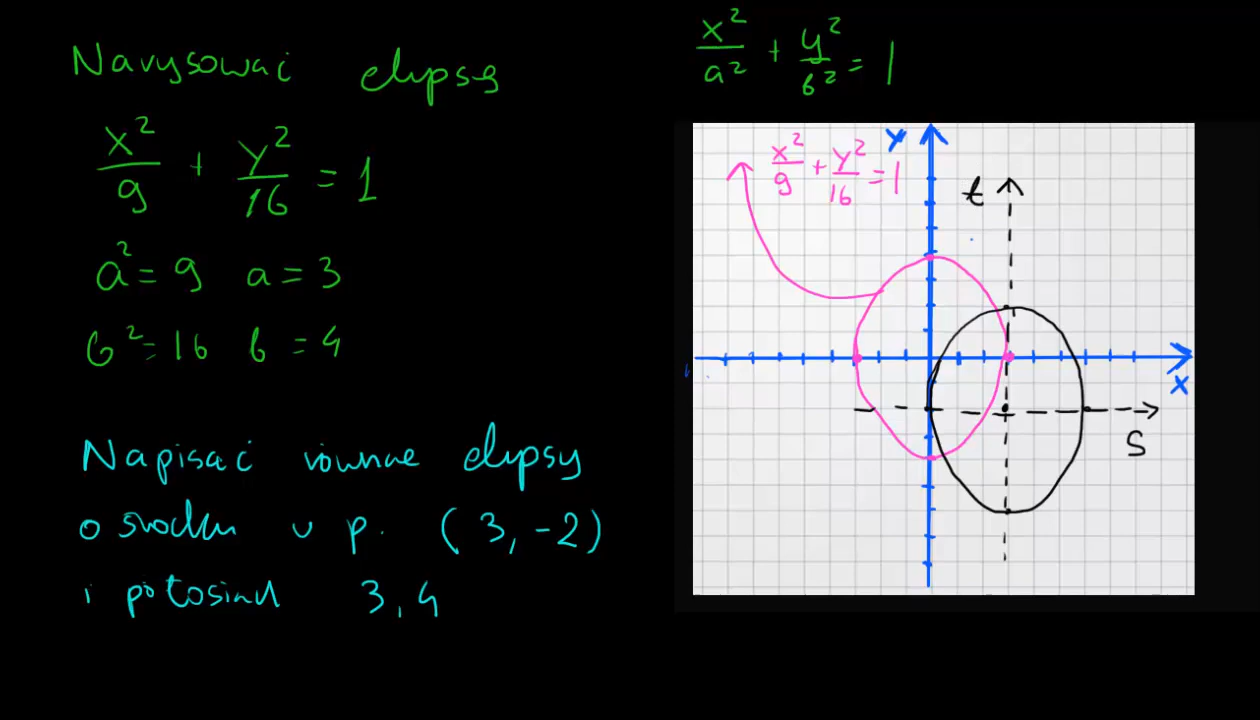 Narysować elipsę
x²/9 + y²/16 = 1
a² = 9 a = 3
b² = 16 b = 4
Napisać równanie elipsy
o środku w p. (3, -2)
i półosiach 3, 4
x²/a² + y²/b² = 1
x²/9 + y²/16 = 1
y
t
x
s